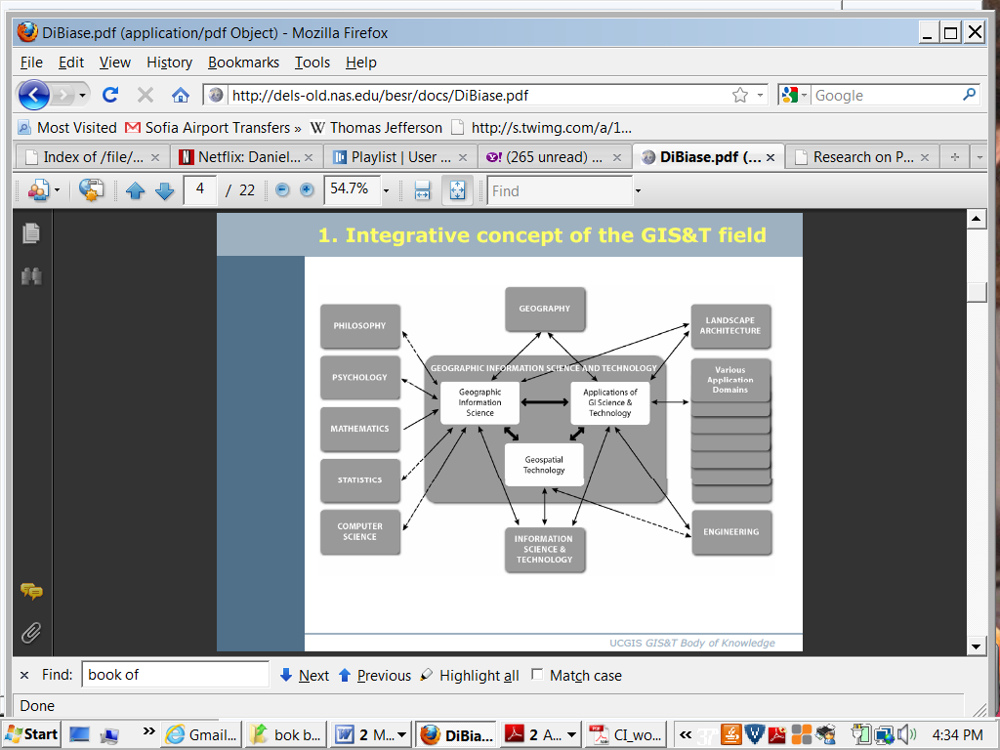 DiBiase.pdf (application/pdf Object) - Mozilla Firefox
File Edit View History Bookmarks Tools Help
http://dels-old.nas.edu/besr/docs/DiBiase.pdf
Google
Most Visited Sofia Airport Transfers » Thomas Jefferson http://s.twimg.com/a/1...
Index of /file/... Netflix: Daniel... Playlist | User ... (265 unread) ... DiBiase.pdf (... Research on P...
4 / 22 54.7% Find
1. Integrative concept of the GIS&T field
GEOGRAPHY
PHILOSOPHY
LANDSCAPE
ARCHITECTURE
PSYCHOLOGY
GEOGRAPHIC INFORMATION SCIENCE AND TECHNOLOGY
Various
Application
Domains
Geographic
Information
Science
Applications of
GI Science &
Technology
MATHEMATICS
Geospatial
Technology
STATISTICS
COMPUTER
SCIENCE
INFORMATION
SCIENCE &
TECHNOLOGY
ENGINEERING
UCGIS GIS&T Body of Knowledge
Find: book of Next Previous Highlight all Match case
Done
Start » Gmail... bok b... 2 M... DiBia... 2 A... CI_wo... « 4:34 PM